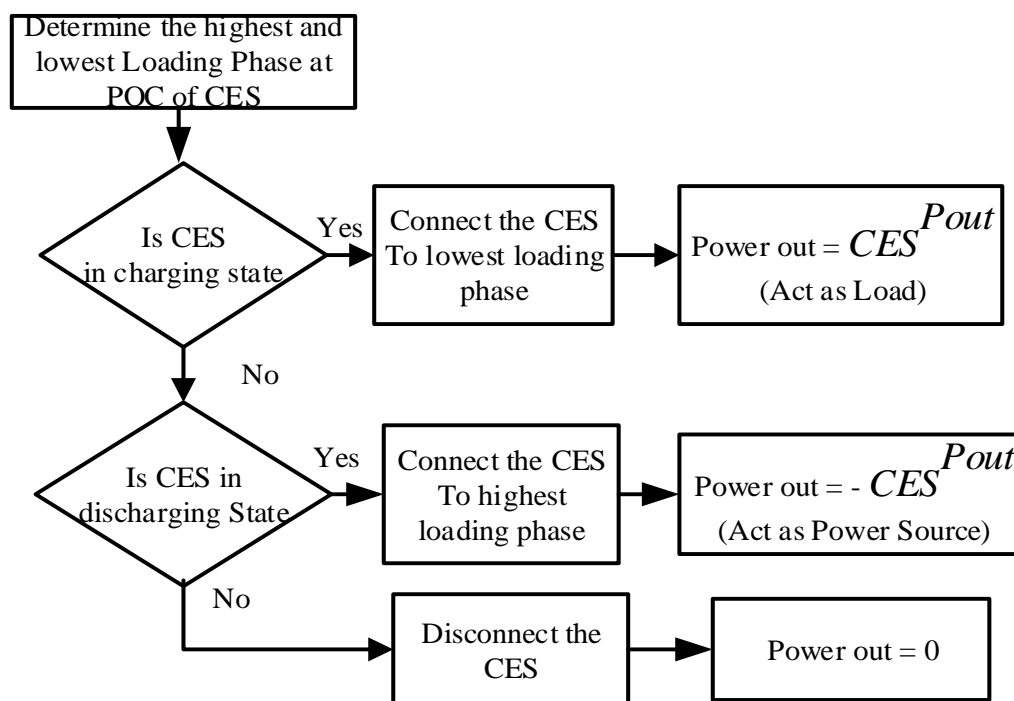 Determine the highest and
lowest Loading Phase at
POC of CES
Is CES
in charging state
Yes
Connect the CES
To lowest loading
phase
Power out = CES^Pout
(Act as Load)
No
Is CES in
discharging State
Yes
Connect the CES
To highest
loading phase
Power out = - CES^Pout
(Act as Power Source)
No
Disconnect the
CES
Power out = 0